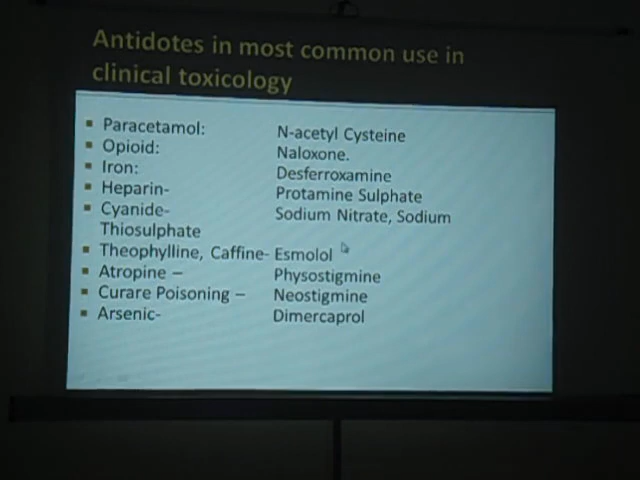 Antidotes in most common use in
clinical toxicology
▪ Paracetamol: N-acetyl Cysteine
▪ Opioid: Naloxone.
▪ Iron: Desferroxamine
▪ Heparin- Protamine Sulphate
▪ Cyanide- Sodium Nitrate, Sodium
Thiosulphate
▪ Theophylline, Caffine- Esmolol
▪ Atropine – Physostigmine
▪ Curare Poisoning – Neostigmine
▪ Arsenic- Dimercaprol